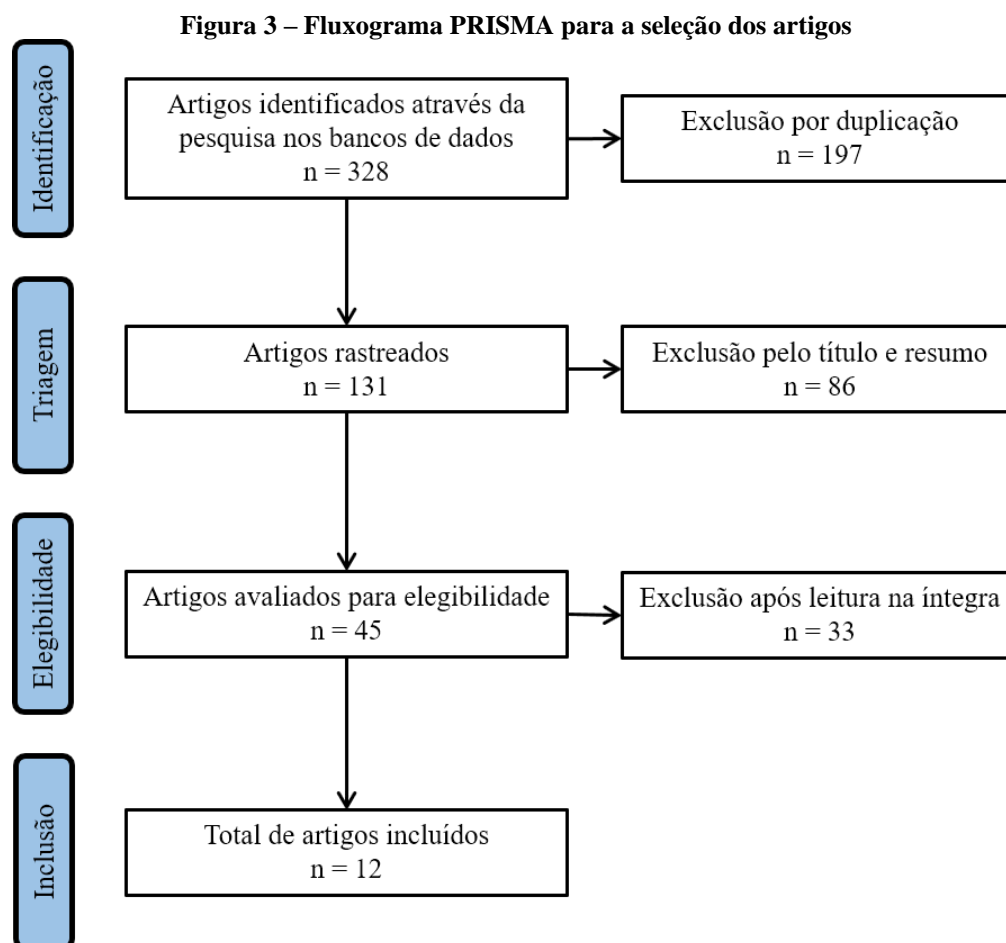 Figura 3 – Fluxograma PRISMA para a seleção dos artigos
Identificação
Artigos identificados através da
pesquisa nos bancos de dados
n = 328
Exclusão por duplicação
n = 197
Triagem
Artigos rastreados
n = 131
Exclusão pelo título e resumo
n = 86
Elegibilidade
Artigos avaliados para elegibilidade
n = 45
Exclusão após leitura na íntegra
n = 33
Inclusão
Total de artigos incluídos
n = 12